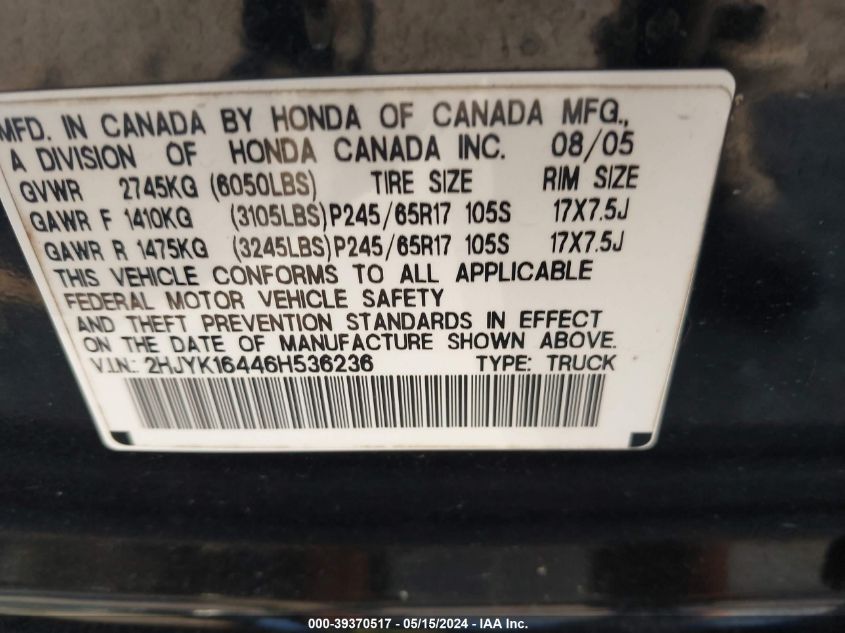 MFD. IN CANADA BY HONDA OF CANADA MFG.,
A DIVISION OF HONDA CANADA INC. 08/05
GVWR 2745KG (6050LBS) TIRE SIZE RIM SIZE
GAWR F 1410KG (3105LBS) P245/65R17 105S 17X7.5J
GAWR R 1475KG (3245LBS) P245/65R17 105S 17X7.5J
THIS VEHICLE CONFORMS TO ALL APPLICABLE
FEDERAL MOTOR VEHICLE SAFETY
AND THEFT PREVENTION STANDARDS IN EFFECT
ON THE DATE OF MANUFACTURE SHOWN ABOVE.
V.I.N.: 2HJYK16446H536236 TYPE: TRUCK
000-39370517 - 05/15/2024 - IAA Inc.